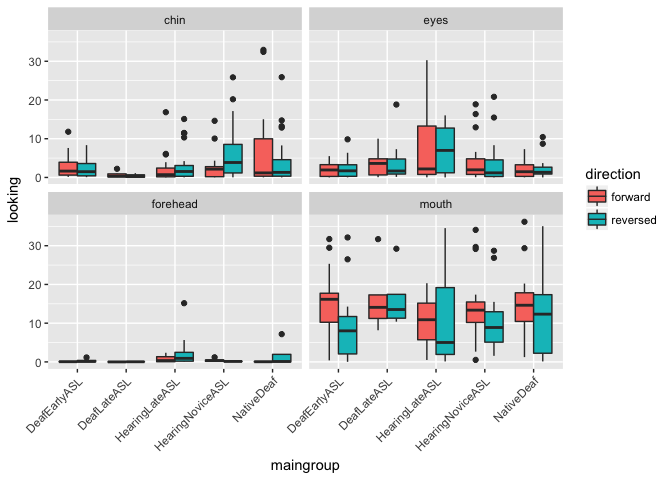 chin
eyes
30
20
10
0
forehead
mouth
30
20
10
0
looking
DeafEarlyASL
DeafLateASL
HearingLateASL
HearingNoviceASL
NativeDeaf
DeafEarlyASL
DeafLateASL
HearingLateASL
HearingNoviceASL
NativeDeaf
maingroup
direction
forward
reversed